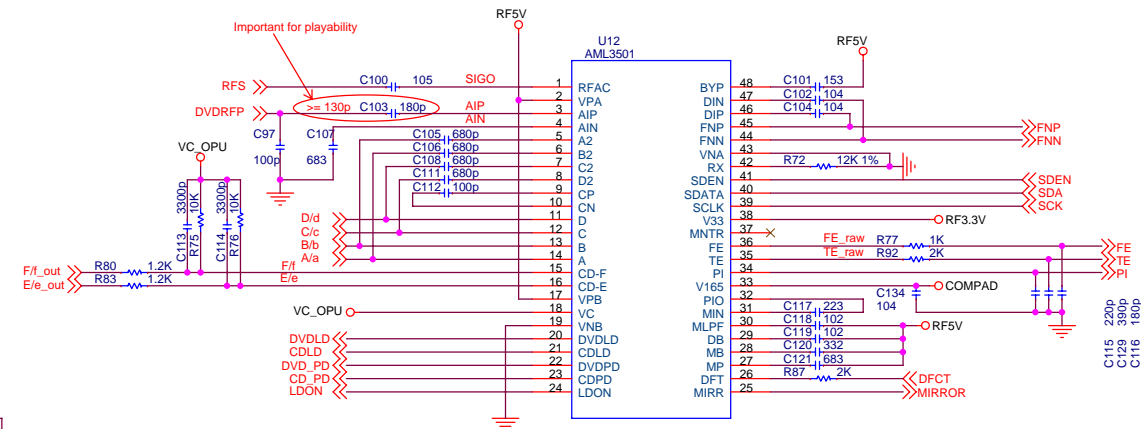 Important for playability
RF5V
U12
AML3501
RF5V
RFS
C100
105
SIGO
1
RFAC
BYP
48
C101
153
2
VPA
DIN
47
C102
104
DVDRFP
>= 130p
C103
180p
AIP
3
AIP
DIP
46
C104
104
AIN
4
AIN
FNP
45
FNP
C97
100p
C107
683
C105
680p
5
A2
FNN
44
FNN
C106
680p
6
B2
VNA
43
C108
680p
7
C2
RX
42
R72
12K 1%
C111
680p
8
D2
SDEN
41
SDEN
C112
100p
9
CP
SDATA
40
SDA
10
CN
SCLK
39
SCK
VC_OPU
3300p
10K
3300p
10K
C113
R75
C114
R76
D/d
11
D
V33
38
RF3.3V
C/c
12
C
MNTR
37
B/b
13
B
FE
36
FE_raw
R77
1K
FE
A/a
14
A
TE
35
TE_raw
R92
2K
TE
F/f_out
R80
1.2K
F/f
15
CD-F
PI
34
PI
E/e_out
R83
1.2K
E/e
16
CD-E
V165
33
COMPAD
17
VPB
PIO
32
C134
104
VC_OPU
18
VC
MIN
31
C117
223
19
VNB
MLPF
30
C118
102
RF5V
DVDLD
20
DVDLD
DB
29
C119
102
CDLD
21
CDLD
MB
28
C120
332
DVD_PD
22
DVDPD
MP
27
C121
683
CD_PD
23
CDPD
DFT
26
R87
2K
DFCT
LDON
24
LDON
MIRR
25
MIRROR
C115 220p
C129 390p
C116 180p